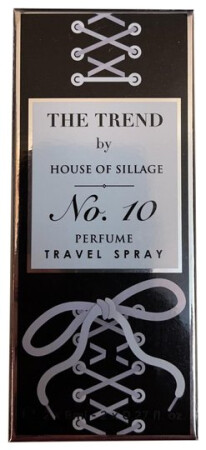 THE TREND
by
HOUSE OF SILLAGE
No. 10
PERFUME
TRAVEL SPRAY